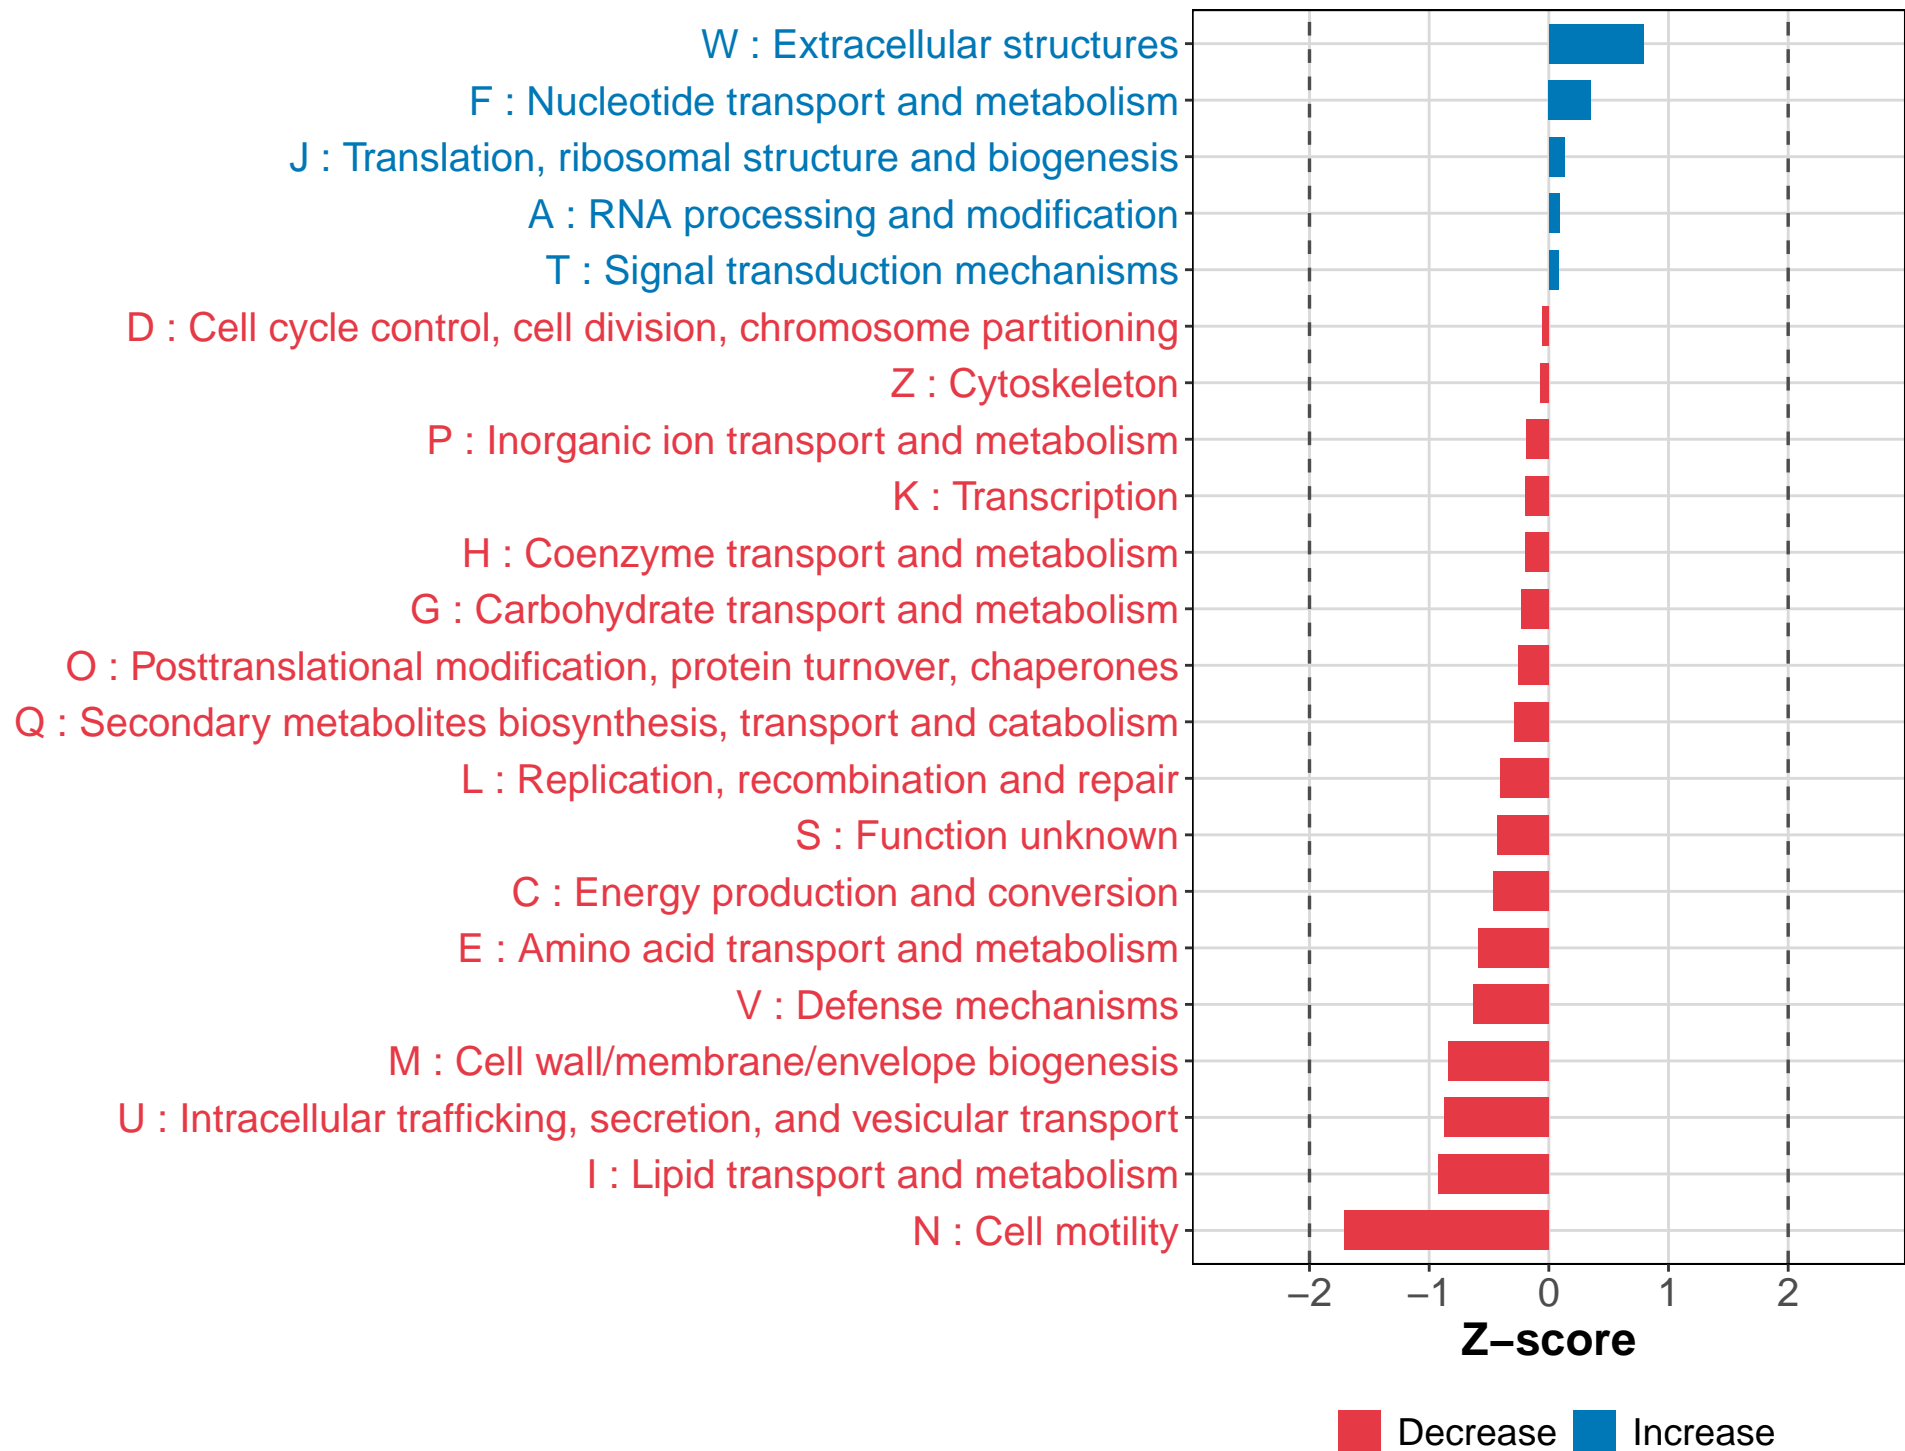 W : Extracellular structures
F : Nucleotide transport and metabolism
J : Translation, ribosomal structure and biogenesis
A : RNA processing and modification
T : Signal transduction mechanisms
D : Cell cycle control, cell division, chromosome partitioning
Z : Cytoskeleton
P : Inorganic ion transport and metabolism
K : Transcription
H : Coenzyme transport and metabolism
G : Carbohydrate transport and metabolism
O : Posttranslational modification, protein turnover, chaperones
Q : Secondary metabolites biosynthesis, transport and catabolism
L : Replication, recombination and repair
S : Function unknown
C : Energy production and conversion
E : Amino acid transport and metabolism
V : Defense mechanisms
M : Cell wall/membrane/envelope biogenesis
U : Intracellular trafficking, secretion, and vesicular transport
I : Lipid transport and metabolism
N : Cell motility
−2 −1 0 1 2
Z−score
Decrease Increase